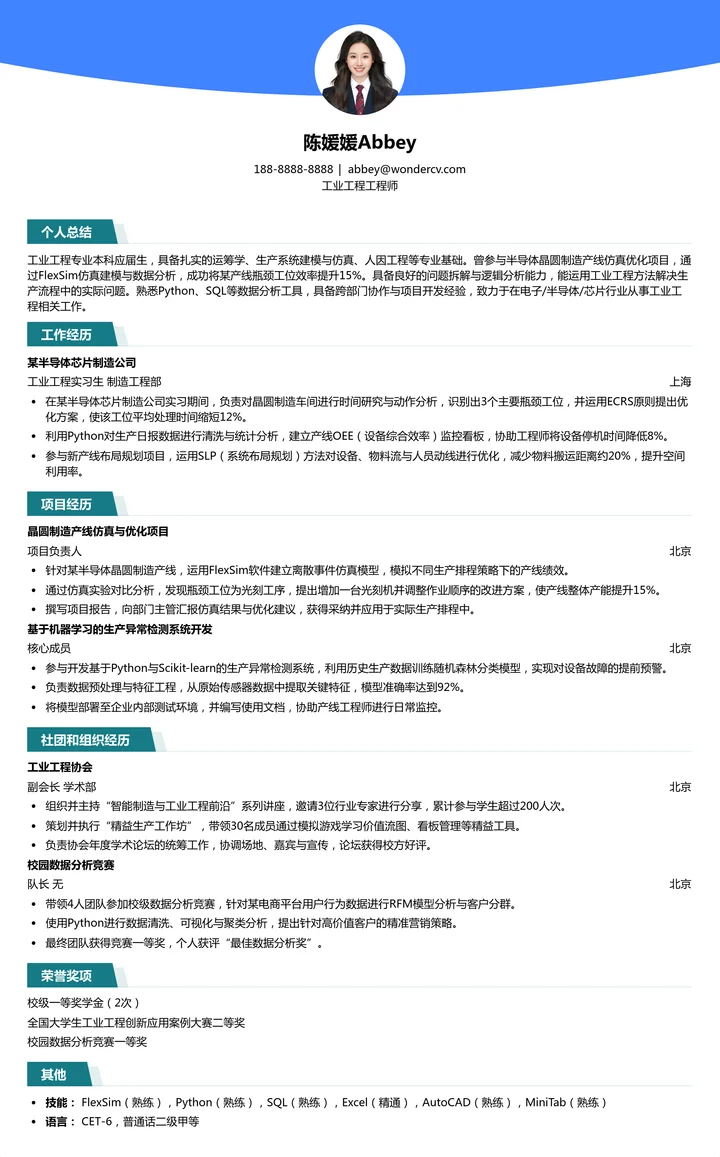 陈媛媛Abbey
188-8888-8888 | abbey@wondercv.com
工业工程工程师
个人总结
工业工程专业本科应届生，具备扎实的运筹学、生产系统建模与仿真、人因工程等专业基础。曾参与半导体晶圆制造产线仿真优化项目，通
过FlexSim仿真建模与数据分析，成功将某产线瓶颈工位效率提升15%。具备良好的问题拆解与逻辑分析能力，能运用工业工程方法解决生
产流程中的实际问题。熟悉Python、SQL等数据分析工具，具备跨部门协作与项目开发经验，致力于在电子/半导体/芯片行业从事工业工
程相关工作。
工作经历
某半导体芯片制造公司
工业工程实习生 制造工程部 上海
• 在某半导体芯片制造公司实习期间，负责对晶圆制造车间进行时间研究与动作分析，识别出3个主要瓶颈工位，并运用ECRS原则提出优
化方案，使该工位平均处理时间缩短12%。
• 利用Python对生产日报数据进行清洗与统计分析，建立产线OEE（设备综合效率）监控看板，协助工程师将设备停机时间降低8%。
• 参与新产线布局规划项目，运用SLP（系统布局规划）方法对设备、物料流与人员动线进行优化，减少物料搬运距离约20%，提升空间
利用率。
项目经历
晶圆制造产线仿真与优化项目
项目负责人 北京
• 针对某半导体晶圆制造产线，运用FlexSim软件建立离散事件仿真模型，模拟不同生产排程策略下的产线绩效。
• 通过仿真实验对比分析，发现瓶颈工位为光刻工序，提出增加一台光刻机并调整作业顺序的改进方案，使产线整体产能提升15%。
• 撰写项目报告，向部门主管汇报仿真结果与优化建议，获得采纳并应用于实际生产排程中。
基于机器学习的生产异常检测系统开发
核心成员 北京
• 参与开发基于Python与Scikit-learn的生产异常检测系统，利用历史生产数据训练随机森林分类模型，实现对设备故障的提前预警。
• 负责数据预处理与特征工程，从原始传感器数据中提取关键特征，模型准确率达到92%。
• 将模型部署至企业内部测试环境，并编写使用文档，协助产线工程师进行日常监控。
社团和组织经历
工业工程协会
副会长 学术部 北京
• 组织并主持“智能制造与工业工程前沿”系列讲座，邀请3位行业专家进行分享，累计参与学生超过200人次。
• 策划并执行“精益生产工作坊”，带领30名成员通过模拟游戏学习价值流图、看板管理等精益工具。
• 负责协会年度学术论坛的统筹工作，协调场地、嘉宾与宣传，论坛获得校方好评。
校园数据分析竞赛
队长 无 北京
• 带领4人团队参加校级数据分析竞赛，针对某电商平台用户行为数据进行RFM模型分析与客户分群。
• 使用Python进行数据清洗、可视化与聚类分析，提出针对高价值客户的精准营销策略。
• 最终团队获得竞赛一等奖，个人获评“最佳数据分析奖”。
荣誉奖项
校级一等奖学金（2次）
全国大学生工业工程创新应用案例大赛二等奖
校园数据分析竞赛一等奖
其他
• 技能： FlexSim（熟练），Python（熟练），SQL（熟练），Excel（精通），AutoCAD（熟练），MiniTab（熟练）
• 语言： CET-6，普通话二级甲等